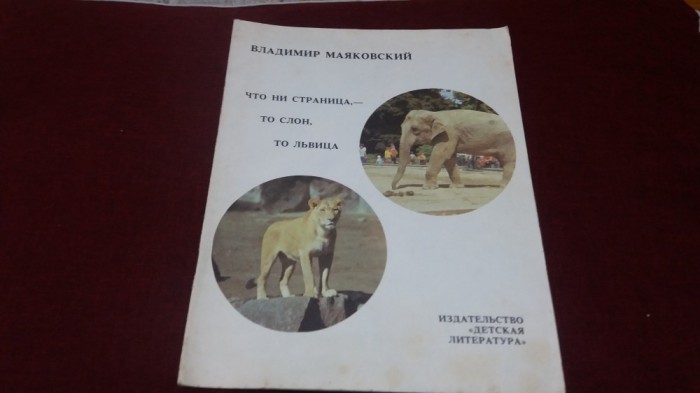 ВЛАДИМИР МАЯКОВСКИЙ
ЧТО НИ СТРАНИЦА,—
ТО СЛОН,
ТО ЛЬВИЦА
ИЗДАТЕЛЬСТВО
«ДЕТСКАЯ
ЛИТЕРАТУРА»